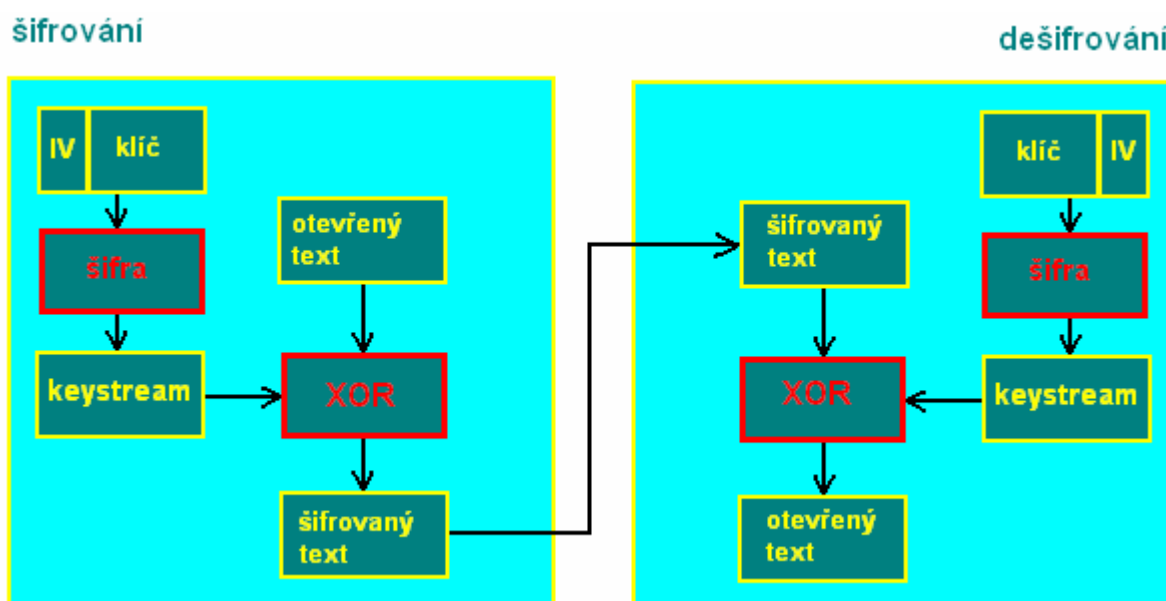 šifrování
dešifrování
IV
klíč
šifra
keystream
otevřený
text
XOR
šifrovaný
text
klíč
IV
šifrovaný
text
šifra
XOR
keystream
otevřený
text